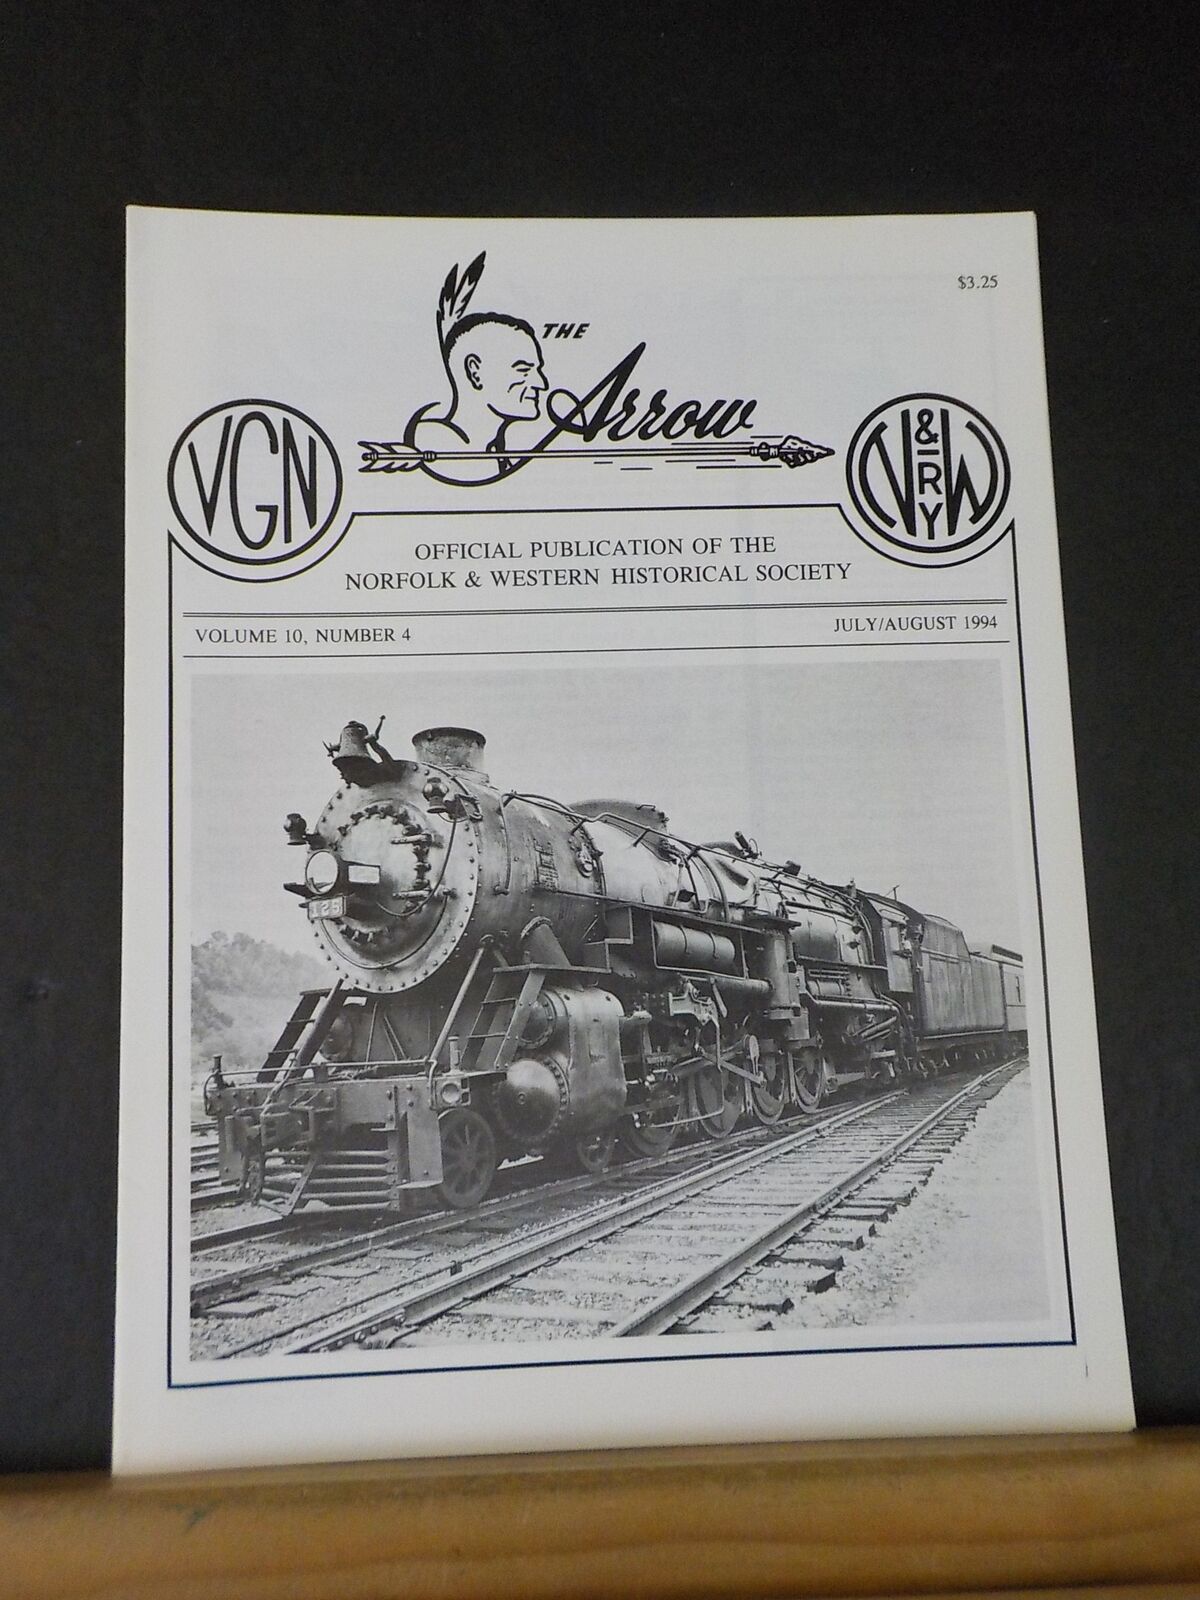 $3.25
THE
Arrow
VGN
N&W
RY
OFFICIAL PUBLICATION OF THE
NORFOLK & WESTERN HISTORICAL SOCIETY
VOLUME 10, NUMBER 4
JULY/AUGUST 1994
125